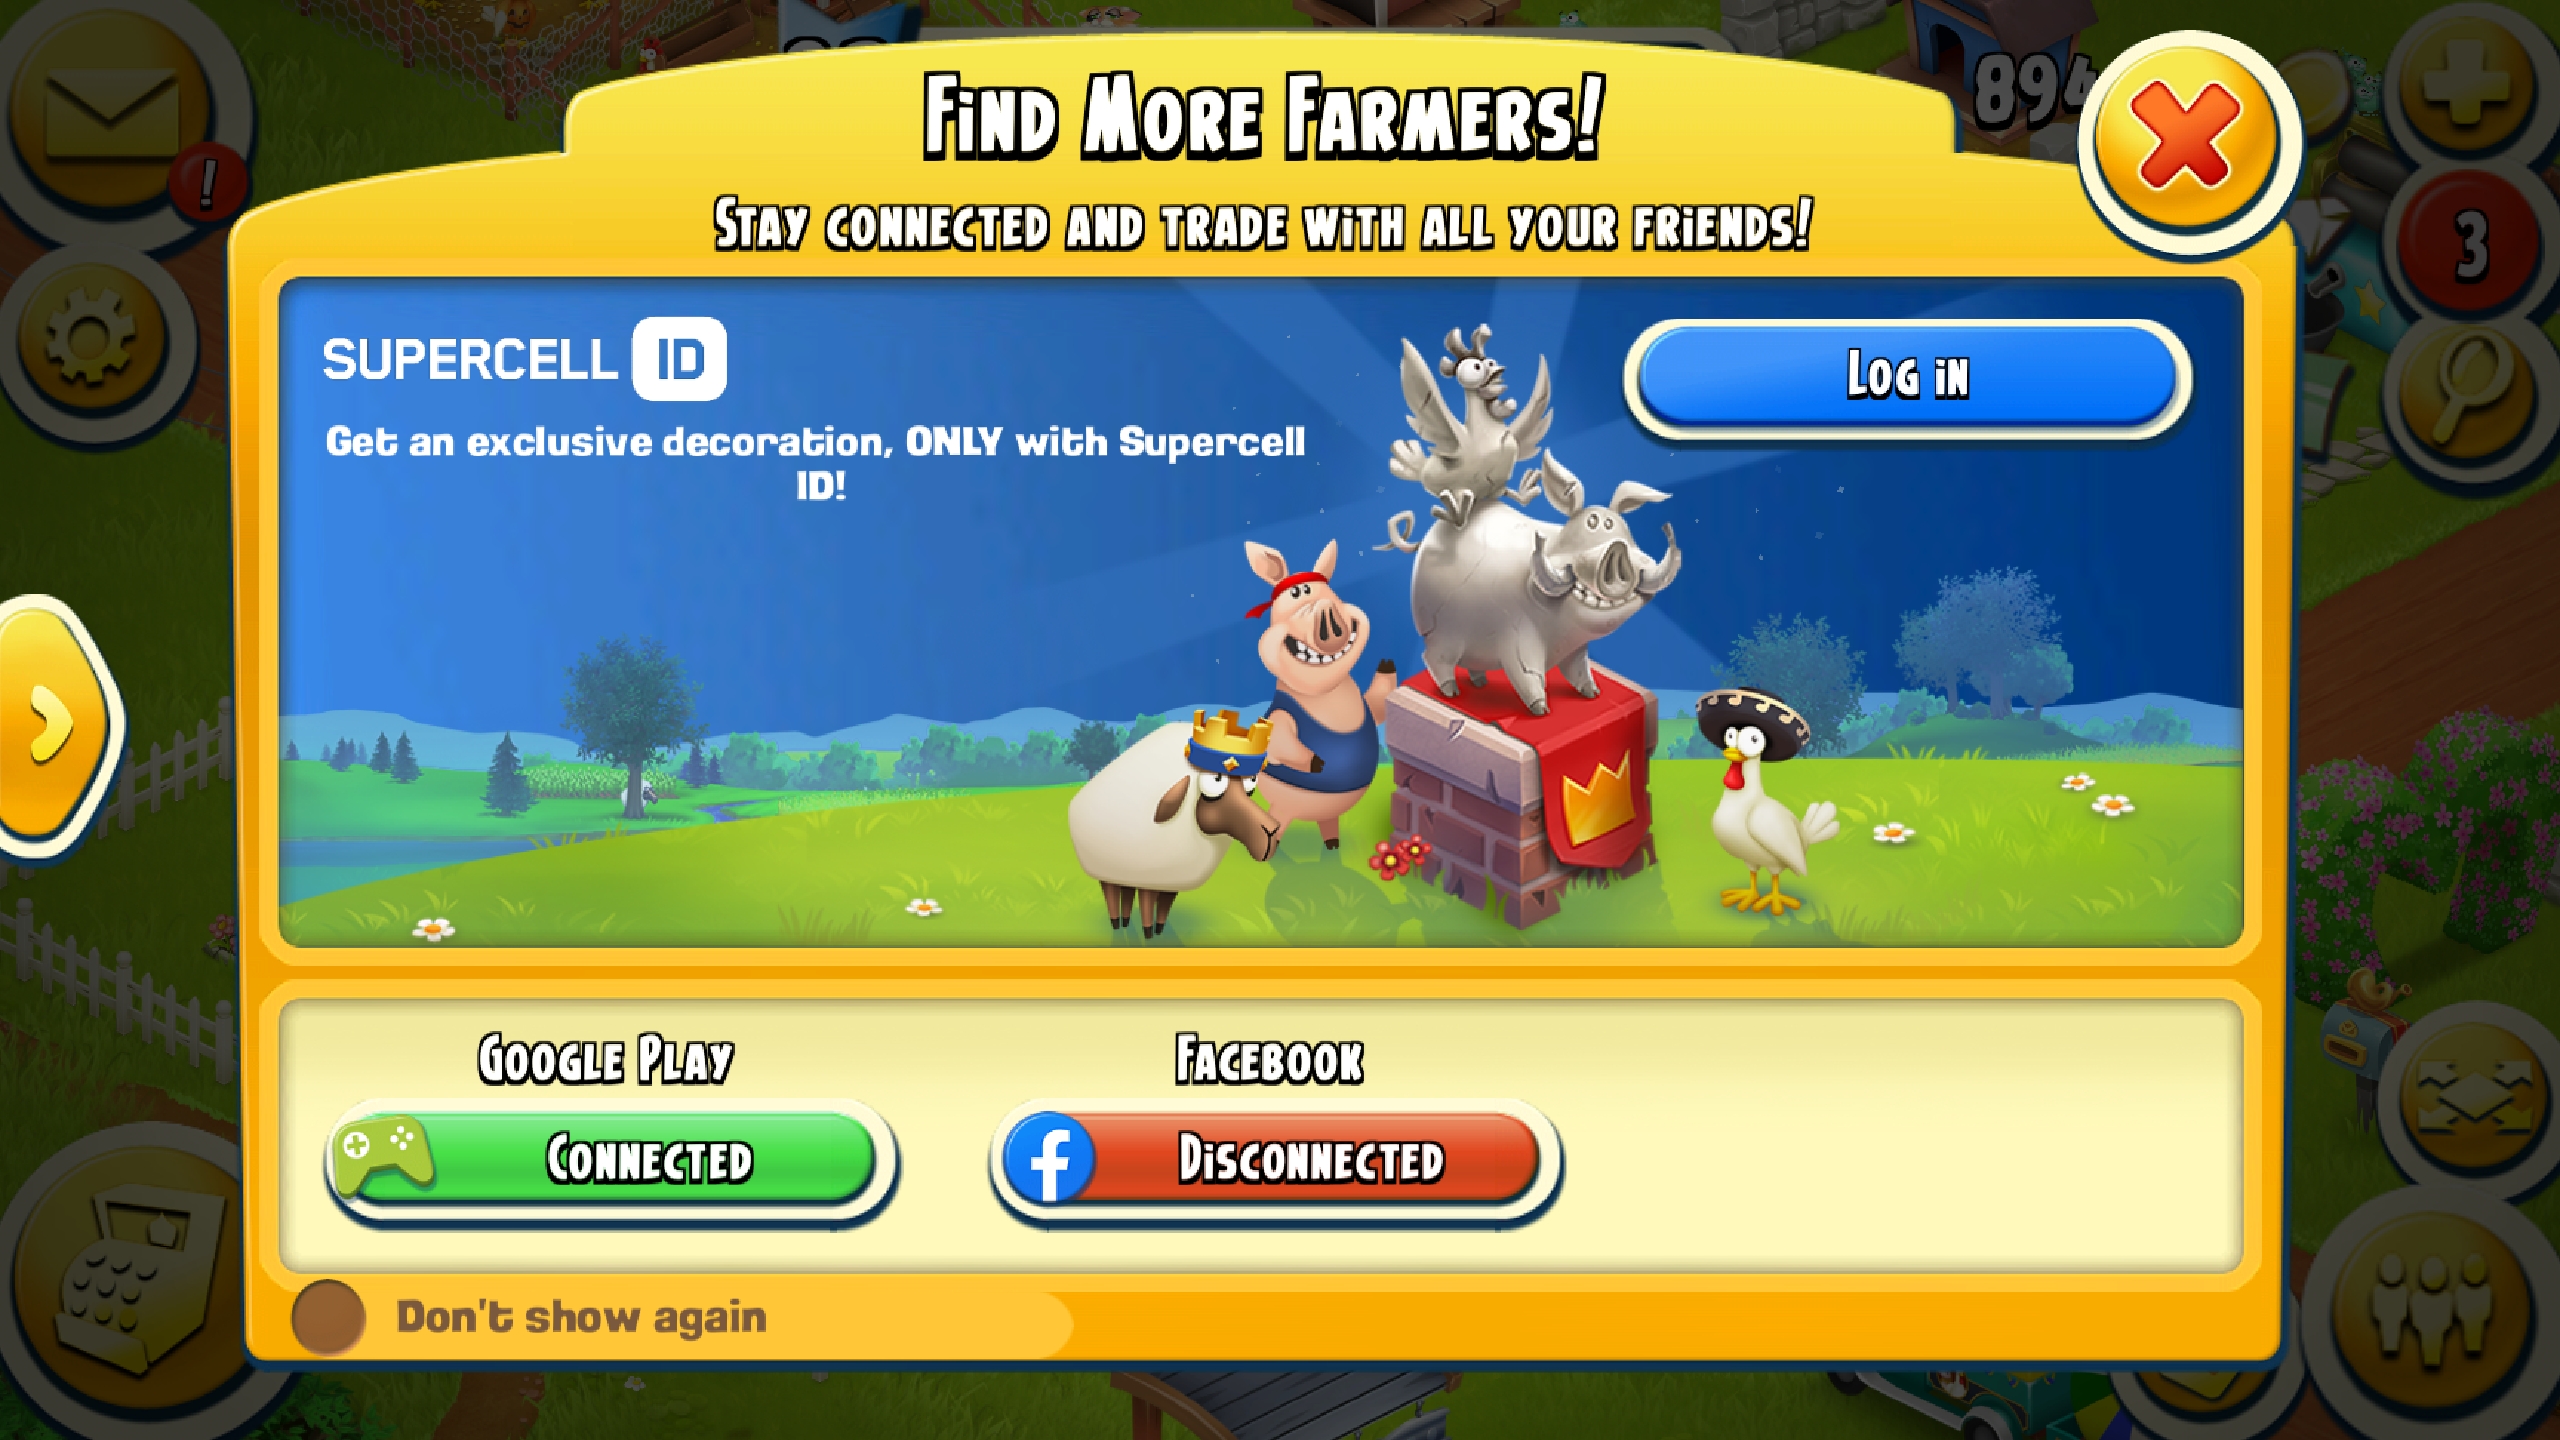 FIND MORE FARMERS!
STAY CONNECTED AND TRADE WITH ALL YOUR FRIENDS!
894
3
!
SUPERCELL ID
LOG IN
Get an exclusive decoration, ONLY with Supercell
ID!
GOOGLE PLAY
FACEBOOK
CONNECTED
f
DISCONNECTED
Don't show again